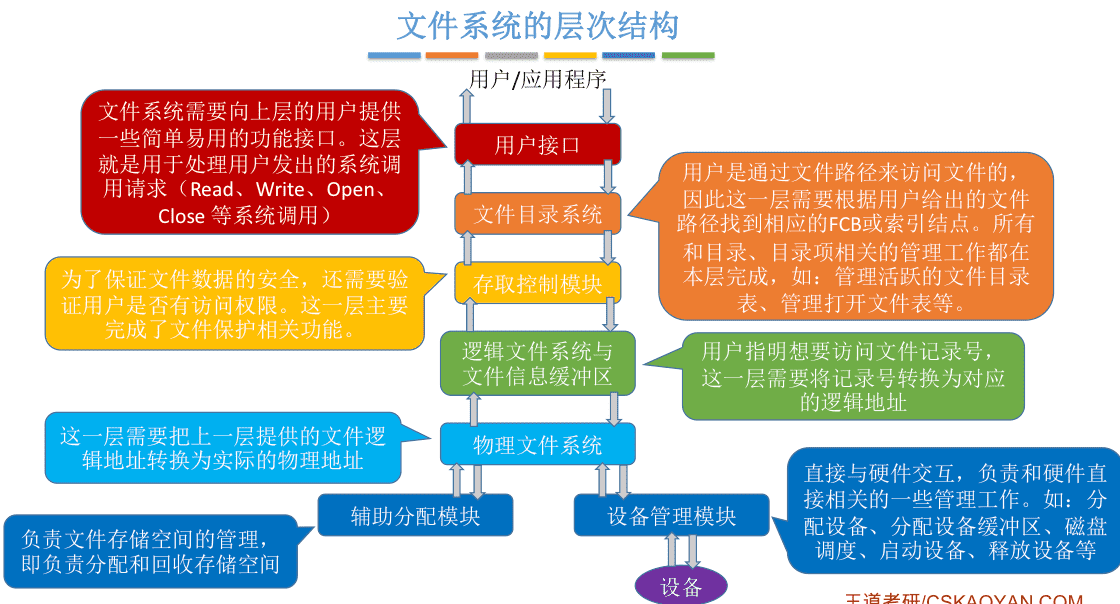 文件系统的层次结构
用户/应用程序
文件系统需要向上层的用户提供
一些简单易用的功能接口。这层
就是用于处理用户发出的系统调
用请求（Read、Write、Open、
Close 等系统调用）
用户接口
用户是通过文件路径来访问文件的，
因此这一层需要根据用户给出的文件
路径找到相应的FCB或索引结点。所有
和目录、目录项相关的管理工作都在
本层完成，如：管理活跃的文件目录
表、管理打开文件表等。
文件目录系统
为了保证文件数据的安全，还需要验
证用户是否有访问权限。这一层主要
完成了文件保护相关功能。
存取控制模块
逻辑文件系统与
文件信息缓冲区
用户指明想要访问文件记录号，
这一层需要将记录号转换为对应
的逻辑地址
这一层需要把上一层提供的文件逻
辑地址转换为实际的物理地址
物理文件系统
辅助分配模块
设备管理模块
直接与硬件交互，负责和硬件直
接相关的一些管理工作。如：分
配设备、分配设备缓冲区、磁盘
调度、启动设备、释放设备等
负责文件存储空间的管理，
即负责分配和回收存储空间
设备
王道考研/CSKAOYAN.COM